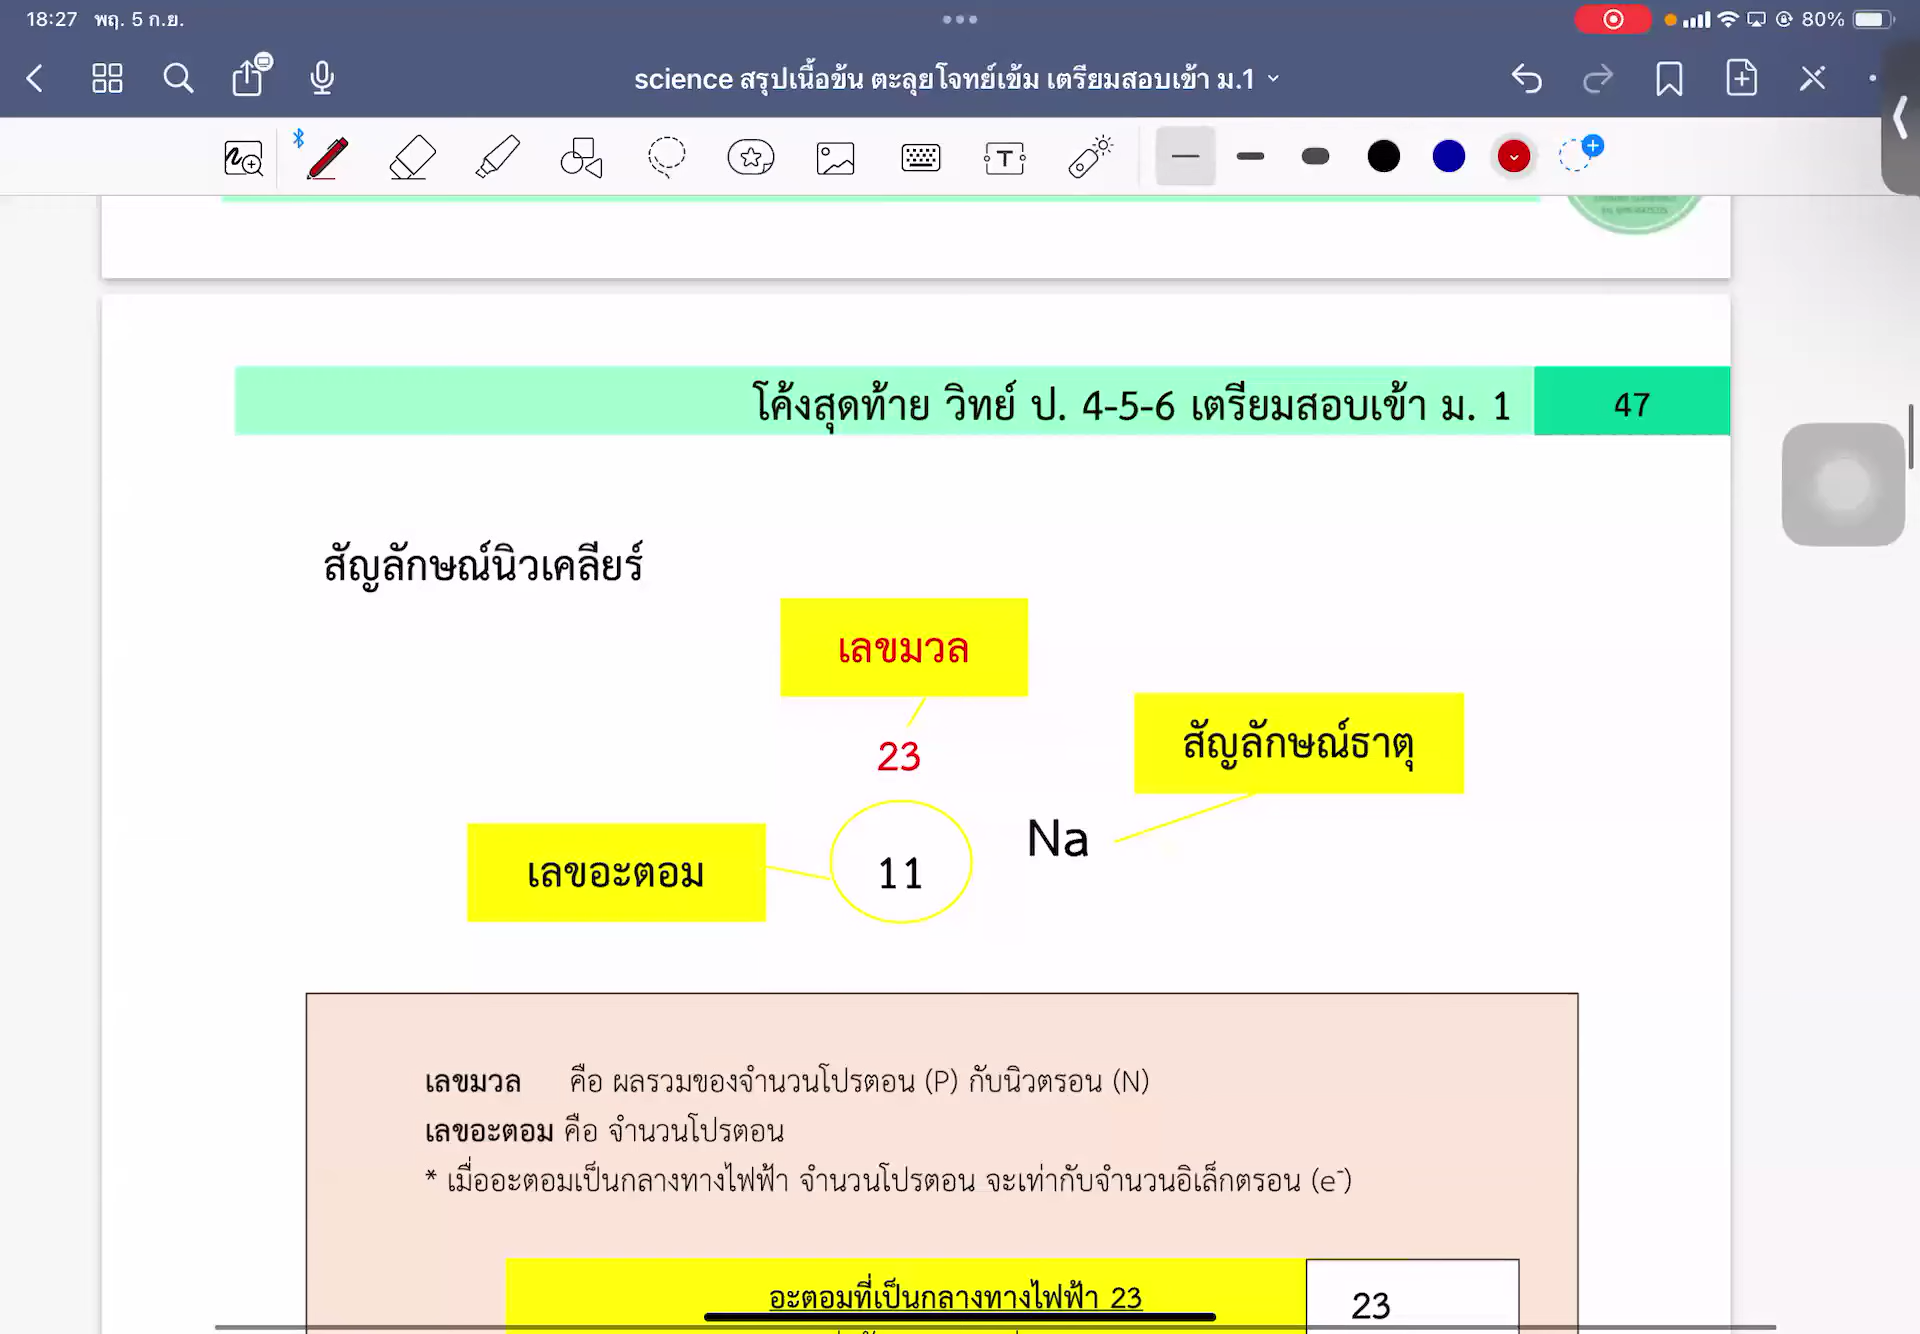 18:27 พฤ. 5 ก.ย.
80%
science สรุปเนื้อข้น ตะลุยโจทย์เข้ม เตรียมสอบเข้า ม.1
T
โค้งสุดท้าย วิทย์ ป. 4-5-6 เตรียมสอบเข้า ม. 1
47
สัญลักษณ์นิวเคลียร์
เลขมวล
23
สัญลักษณ์ธาตุ
Na
เลขอะตอม
11
เลขมวล คือ ผลรวมของจำนวนโปรตอน (P) กับนิวตรอน (N)
เลขอะตอม คือ จำนวนโปรตอน
* เมื่ออะตอมเป็นกลางทางไฟฟ้า จำนวนโปรตอน จะเท่ากับจำนวนอิเล็กตรอน (e⁻)
อะตอมที่เป็นกลางทางไฟฟ้า 23
23